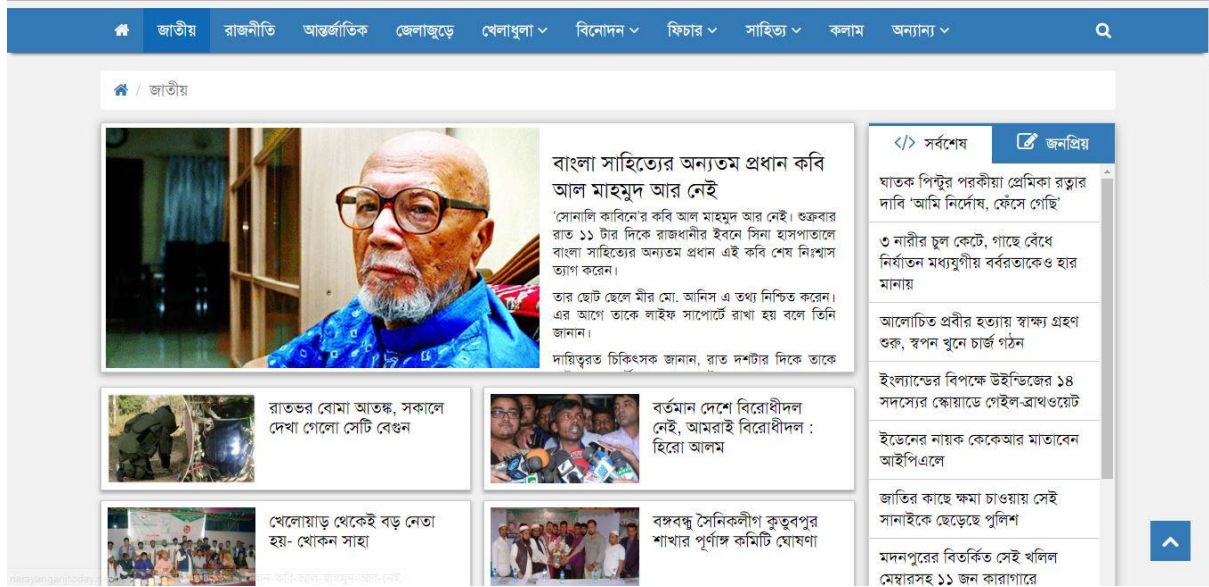 জাতীয় রাজনীতি আন্তর্জাতিক জেলাজুড়ে খেলাধুলা বিনোদন ফিচার সাহিত্য কলাম অন্যান্য
/ জাতীয়
বাংলা সাহিত্যের অন্যতম প্রধান কবি
আল মাহমুদ আর নেই
'সোনালি কাবিনে'র কবি আল মাহমুদ আর নেই। শুক্রবার
রাত ১১ টার দিকে রাজধানীর ইবনে সিনা হাসপাতালে
বাংলা সাহিত্যের অন্যতম প্রধান এই কবি শেষ নিঃশ্বাস
ত্যাগ করেন।
তার ছোট ছেলে মীর মো. আনিস এ তথ্য নিশ্চিত করেন।
এর আগে তাকে লাইফ সাপোর্টে রাখা হয় বলে তিনি
জানান।
দায়িত্বরত চিকিৎসক জানান, রাত দশটার দিকে তাকে
রাতভর বোমা আতঙ্ক, সকালে
দেখা গেলো সেটি বেগুন
বর্তমান দেশে বিরোধীদল
নেই, আমরাই বিরোধীদল :
হিরো আলম
খেলোয়াড় থেকেই বড় নেতা
হয়- খোকন সাহা
বঙ্গবন্ধু সৈনিকলীগ কুতুবপুর
শাখার পূর্ণাঙ্গ কমিটি ঘোষণা
</> সর্বশেষ জনপ্রিয়
ঘাতক পিন্টুর পরকীয়া প্রেমিকা রত্নার
দাবি 'আমি নির্দোষ, ফেঁসে গেছি'
৩ নারীর চুল কেটে, গাছে বেঁধে
নির্যাতন মধ্যযুগীয় বর্বরতাকেও হার
মানায়
আলোচিত প্রবীর হত্যায় স্বাক্ষ্য গ্রহণ
শুরু, স্বপন খুনে চার্জ গঠন
ইংল্যান্ডের বিপক্ষে উইন্ডিজের ১৪
সদস্যের স্কোয়াডে গেইল-ব্রাথওয়েট
ইডেনের নায়ক কেকেআর মাতাবেন
আইপিএলে
জাতির কাছে ক্ষমা চাওয়ায় সেই
সানাইকে ছেড়েছে পুলিশ
মদনপুরের বিতর্কিত সেই খলিল
মেম্বারসহ ১১ জন কারাগারে